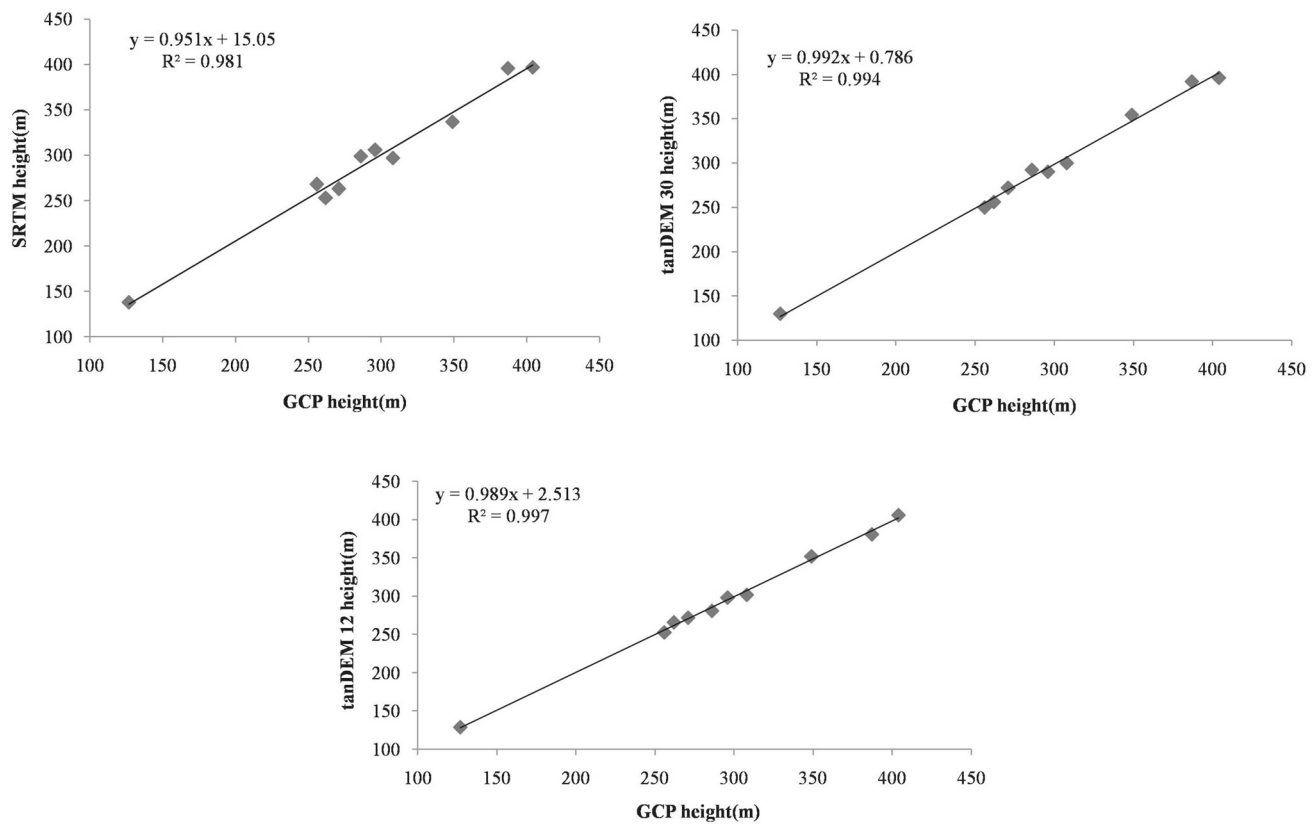 y = 0.951x + 15.05
R² = 0.981
SRTM height(m)
450
400
350
300
250
200
150
100
100 150 200 250 300 350 400 450
GCP height(m)
y = 0.992x + 0.786
R² = 0.994
tanDEM 30 height(m)
450
400
350
300
250
200
150
100
100 150 200 250 300 350 400 450
GCP height(m)
y = 0.989x + 2.513
R² = 0.997
tanDEM 12 height(m)
450
400
350
300
250
200
150
100
100 150 200 250 300 350 400 450
GCP height(m)